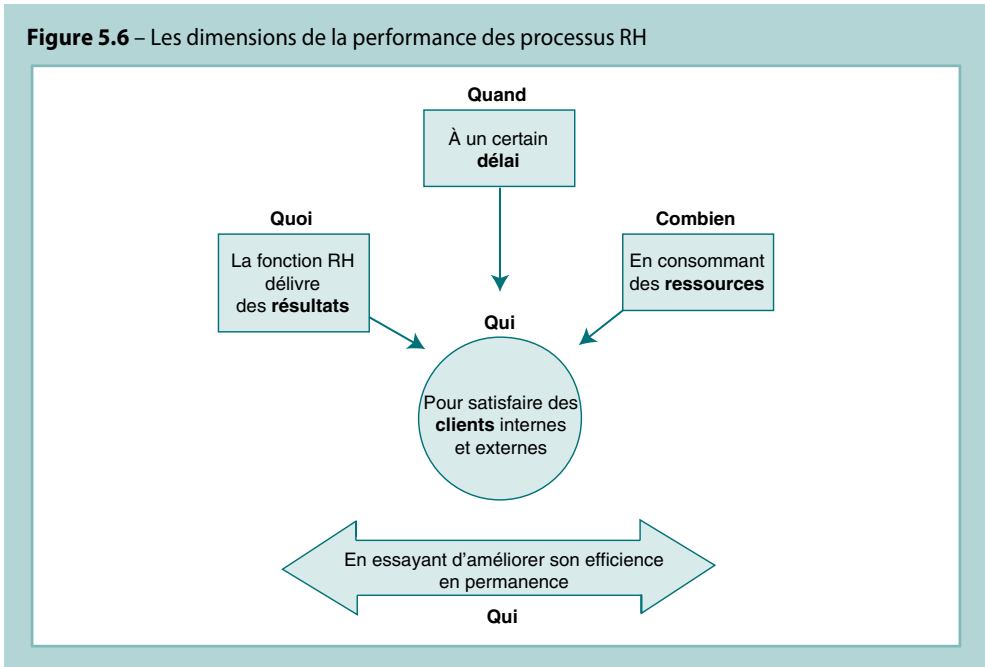 Figure 5.6 – Les dimensions de la performance des processus RH
Quand
À un certain
délai
Quoi
La fonction RH
délivre
des résultats
Combien
En consommant
des ressources
Qui
Pour satisfaire des
clients internes
et externes
En essayant d’améliorer son efficience
en permanence
Qui